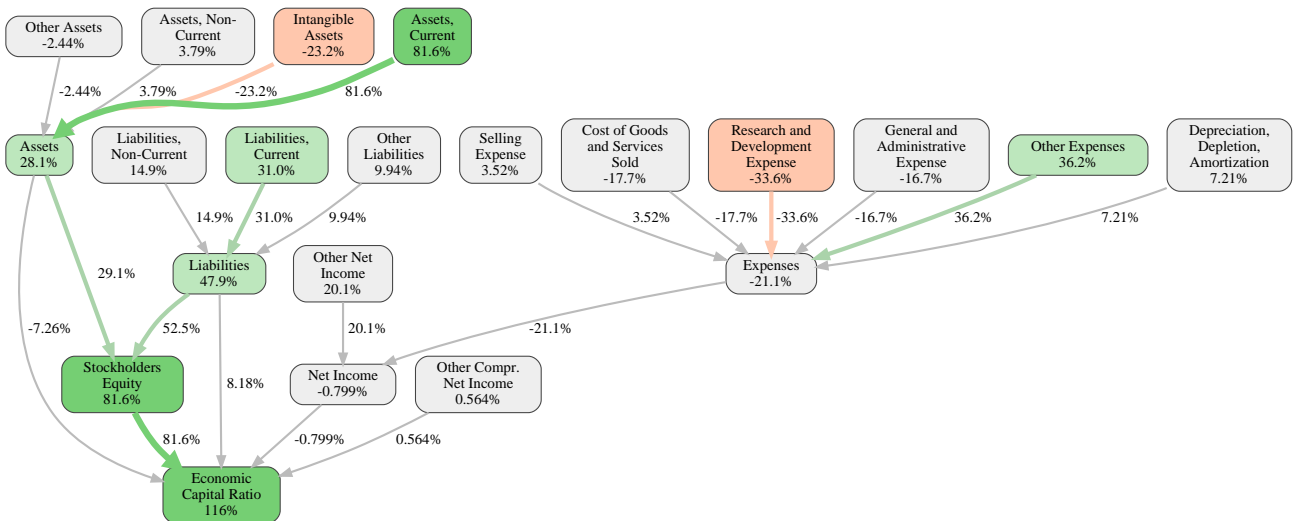 Other Assets
-2.44%
Assets, Non-
Current
3.79%
Intangible
Assets
-23.2%
Assets,
Current
81.6%
-2.44%
3.79%
-23.2%
81.6%
Assets
28.1%
Liabilities,
Non-Current
14.9%
Liabilities,
Current
31.0%
Other
Liabilities
9.94%
Selling
Expense
3.52%
Cost of Goods
and Services
Sold
-17.7%
Research and
Development
Expense
-33.6%
General and
Administrative
Expense
-16.7%
Other Expenses
36.2%
Depreciation,
Depletion,
Amortization
7.21%
14.9%
31.0%
9.94%
3.52%
-17.7%
-33.6%
-16.7%
36.2%
7.21%
29.1%
Liabilities
47.9%
Other Net
Income
20.1%
Expenses
-21.1%
-7.26%
52.5%
20.1%
-21.1%
Stockholders
Equity
81.6%
8.18%
Net Income
-0.799%
Other Compr.
Net Income
0.564%
81.6%
-0.799%
0.564%
Economic
Capital Ratio
116%